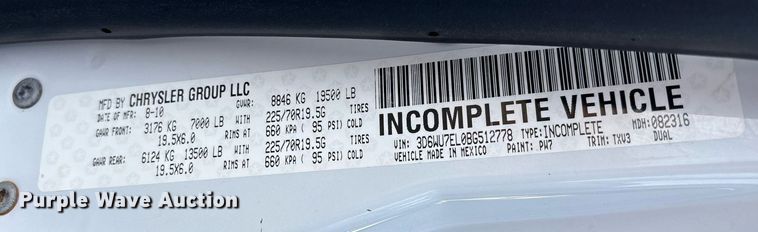 MFD BY CHRYSLER GROUP LLC
DATE OF MFR: 8-10 GVWR: 8846 KG 19500 LB
GAWR FRONT: 3176 KG 7000 LB WITH 225/70R19.5G TIRES
19.5X6.0 RIMS AT 660 KPA ( 95 PSI) COLD
GAWR REAR: 6124 KG 13500 LB WITH 225/70R19.5G TIRES
19.5X6.0 RIMS AT 660 KPA ( 95 PSI) COLD
INCOMPLETE VEHICLE
VIN: 3D6WU7EL0BG512778 TYPE: INCOMPLETE MDH: 082316
VEHICLE MADE IN MEXICO PAINT: PW7 TRIM: TXV3 DUAL
Purple Wave Auction